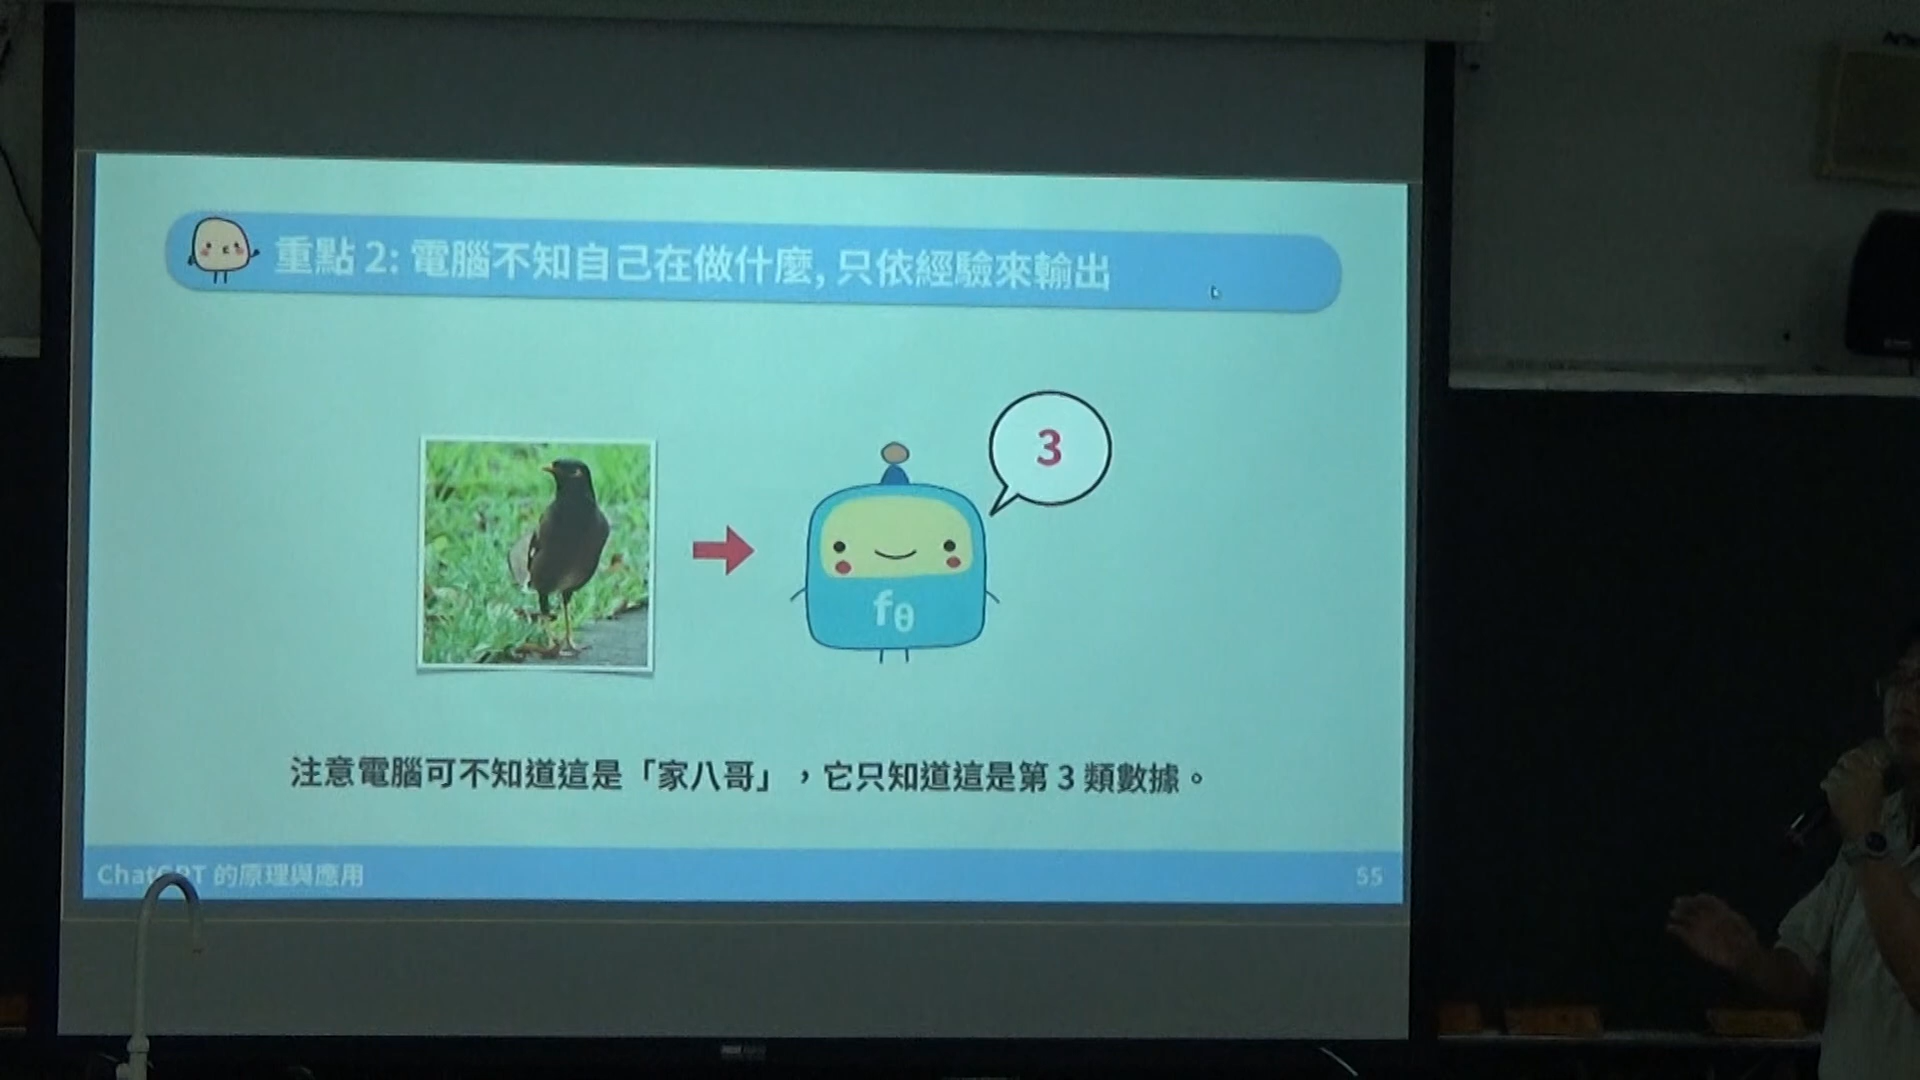 重點 2: 電腦不知自己在做什麼, 只依經驗來輸出
3
fθ
注意電腦可不知道這是「家八哥」，它只知道這是第 3 類數據。
ChatGPT 的原理與應用
55